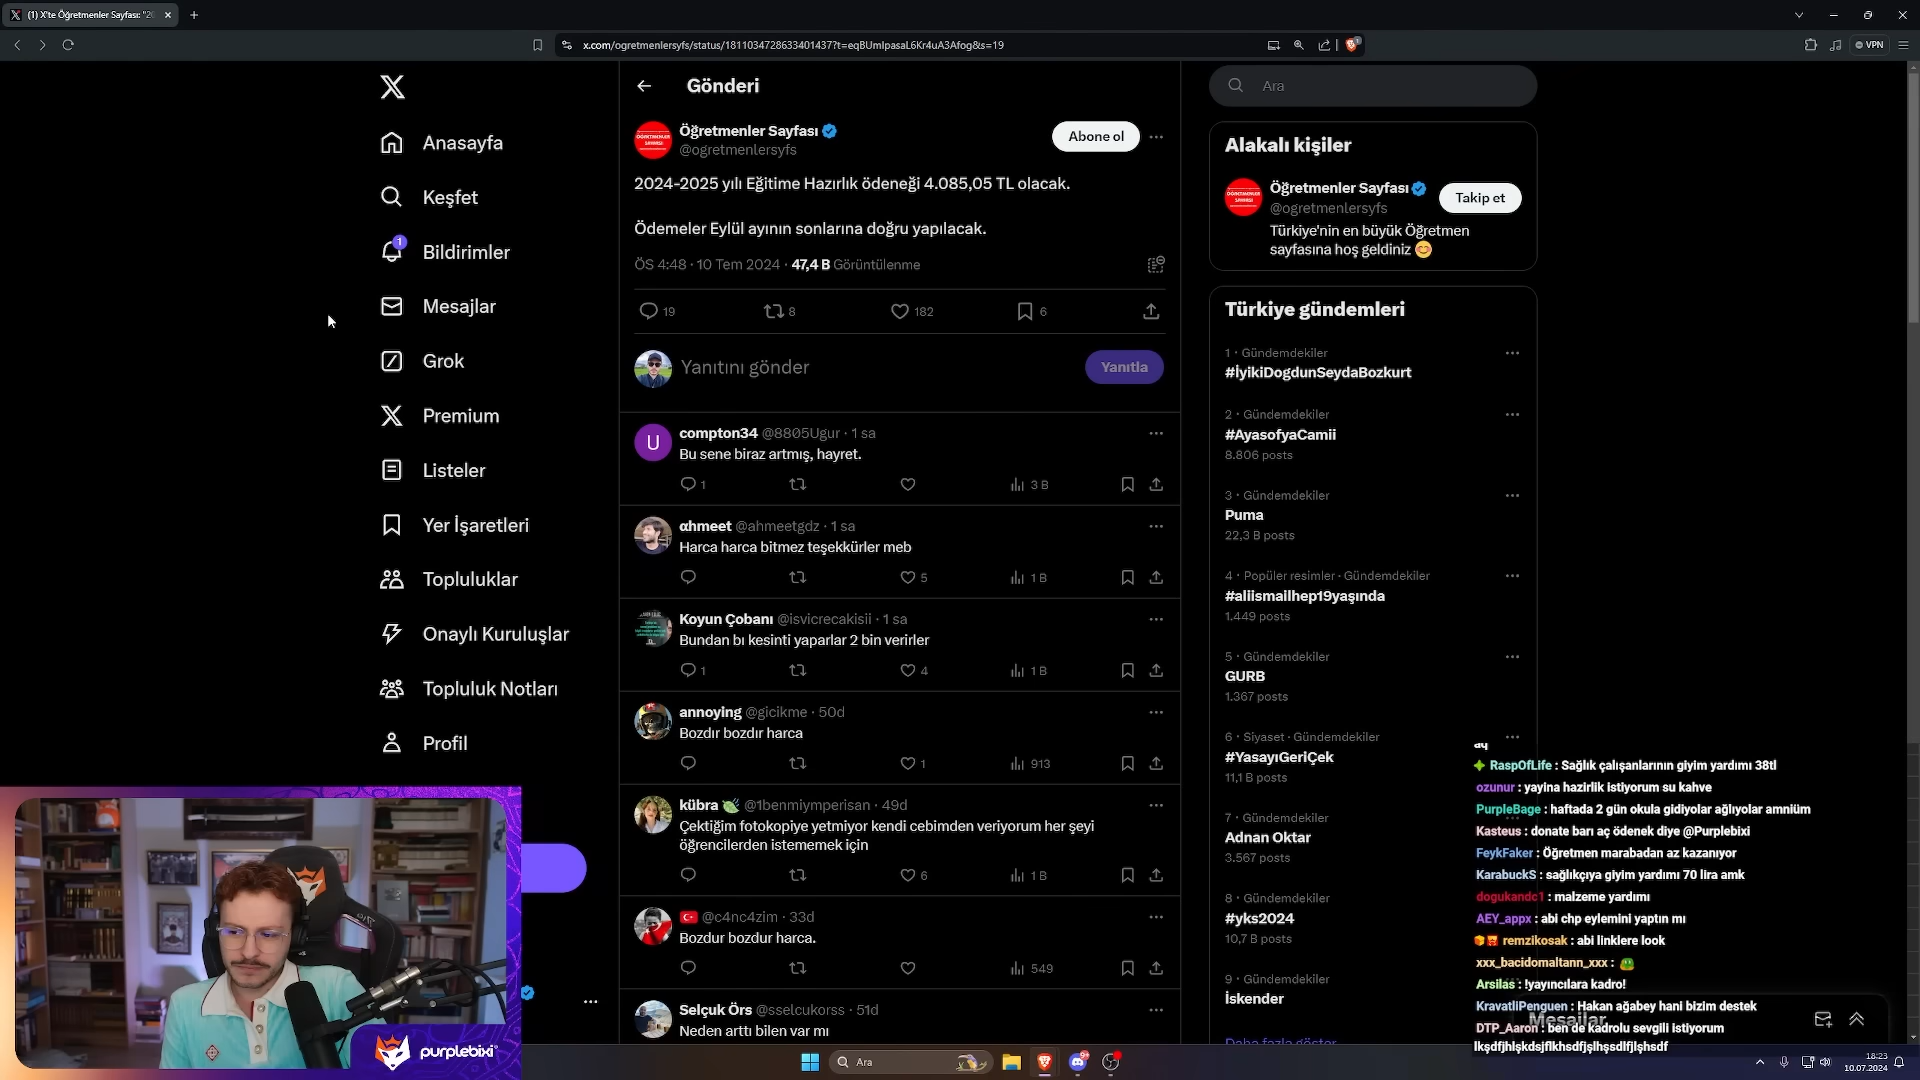 (1) X'te Öğretmenler Sayfası: "20
x.com/ogretmenlersyfs/status/1811034728633401437?t=eqBUmIpasaL6Kr4uA3Afog&s=19
VPN
Anasayfa
Keşfet
1
Bildirimler
Mesajlar
Grok
Premium
Listeler
Yer İşaretleri
Topluluklar
Onaylı Kuruluşlar
Topluluk Notları
Profil
Gönderi
Öğretmenler Sayfası
@ogretmenlersyfs
Abone ol
2024-2025 yılı Eğitime Hazırlık ödeneği 4.085,05 TL olacak.
Ödemeler Eylül ayının sonlarına doğru yapılacak.
ÖS 4:48 · 10 Tem 2024 · 47,4 B Görüntülenme
19 8 182 6
Yanıtını gönder
Yanıtla
U
compton34 @8805Ugur · 1 sa
Bu sene biraz artmış, hayret.
1 3 B
αhmeet @ahmeetgdz · 1 sa
Harca harca bitmez teşekkürler meb
5 1 B
Koyun Çobanı @isvicrecakisii · 1 sa
Bundan bı kesinti yaparlar 2 bin verirler
1 4 1 B
annoying @gicikme · 50d
Bozdır bozdır harca
1 913
kübra @1benmiymperisan · 49d
Çektiğim fotokopiye yetmiyor kendi cebimden veriyorum her şeyi
öğrencilerden istememek için
6 1 B
@c4nc4zim · 33d
Bozdur bozdur harca.
549
Selçuk Örs @sselcukorss · 51d
Neden arttı bilen var mı
Ara
Alakalı kişiler
Öğretmenler Sayfası
@ogretmenlersyfs
Takip et
Türkiye'nin en büyük Öğretmen
sayfasına hoş geldiniz 😊
Türkiye gündemleri
1 · Gündemdekiler
#İyikiDogdunSeydaBozkurt
2 · Gündemdekiler
#AyasofyaCamii
8.806 posts
3 · Gündemdekiler
Puma
22,3 B posts
4 · Popüler resimler · Gündemdekiler
#aliismailhep19yaşında
1.449 posts
5 · Gündemdekiler
GURB
1.367 posts
6 · Siyaset · Gündemdekiler
#YasayıGeriÇek
11,1 B posts
7 · Gündemdekiler
Adnan Oktar
3.567 posts
8 · Gündemdekiler
#yks2024
10,7 B posts
9 · Gündemdekiler
İskender
Daha fazla göster
Mesajlar
aq
RaspOfLife : Sağlık çalışanlarının giyim yardımı 38tl
ozunur : yayina hazirlik istiyorum su kahve
PurpleBage : haftada 2 gün okula gidiyolar ağlıyolar amniüm
Kasteus : donate barı aç ödenek diye @Purplebixi
FeykFaker : Öğretmen marabadan az kazanıyor
KarabuckS : sağlıkçıya giyim yardımı 70 lira amk
dogukandc1 : malzeme yardımı
AEY_appx : abi chp eylemini yaptın mı
remzikosak : abi linklere look
xxx_bacidomaltann_xxx : 🐸
Arsilas : !yayıncılara kadro!
KravatliPenguen : Hakan ağabey hani bizim destek
DTP_Aaron : ben de kadrolu sevgili istiyorum
lkşdfjhlşkdsjflkhsdfjşlhşsdlfjlşhsdf
purplebixi
Ara
18:23
10.07.2024